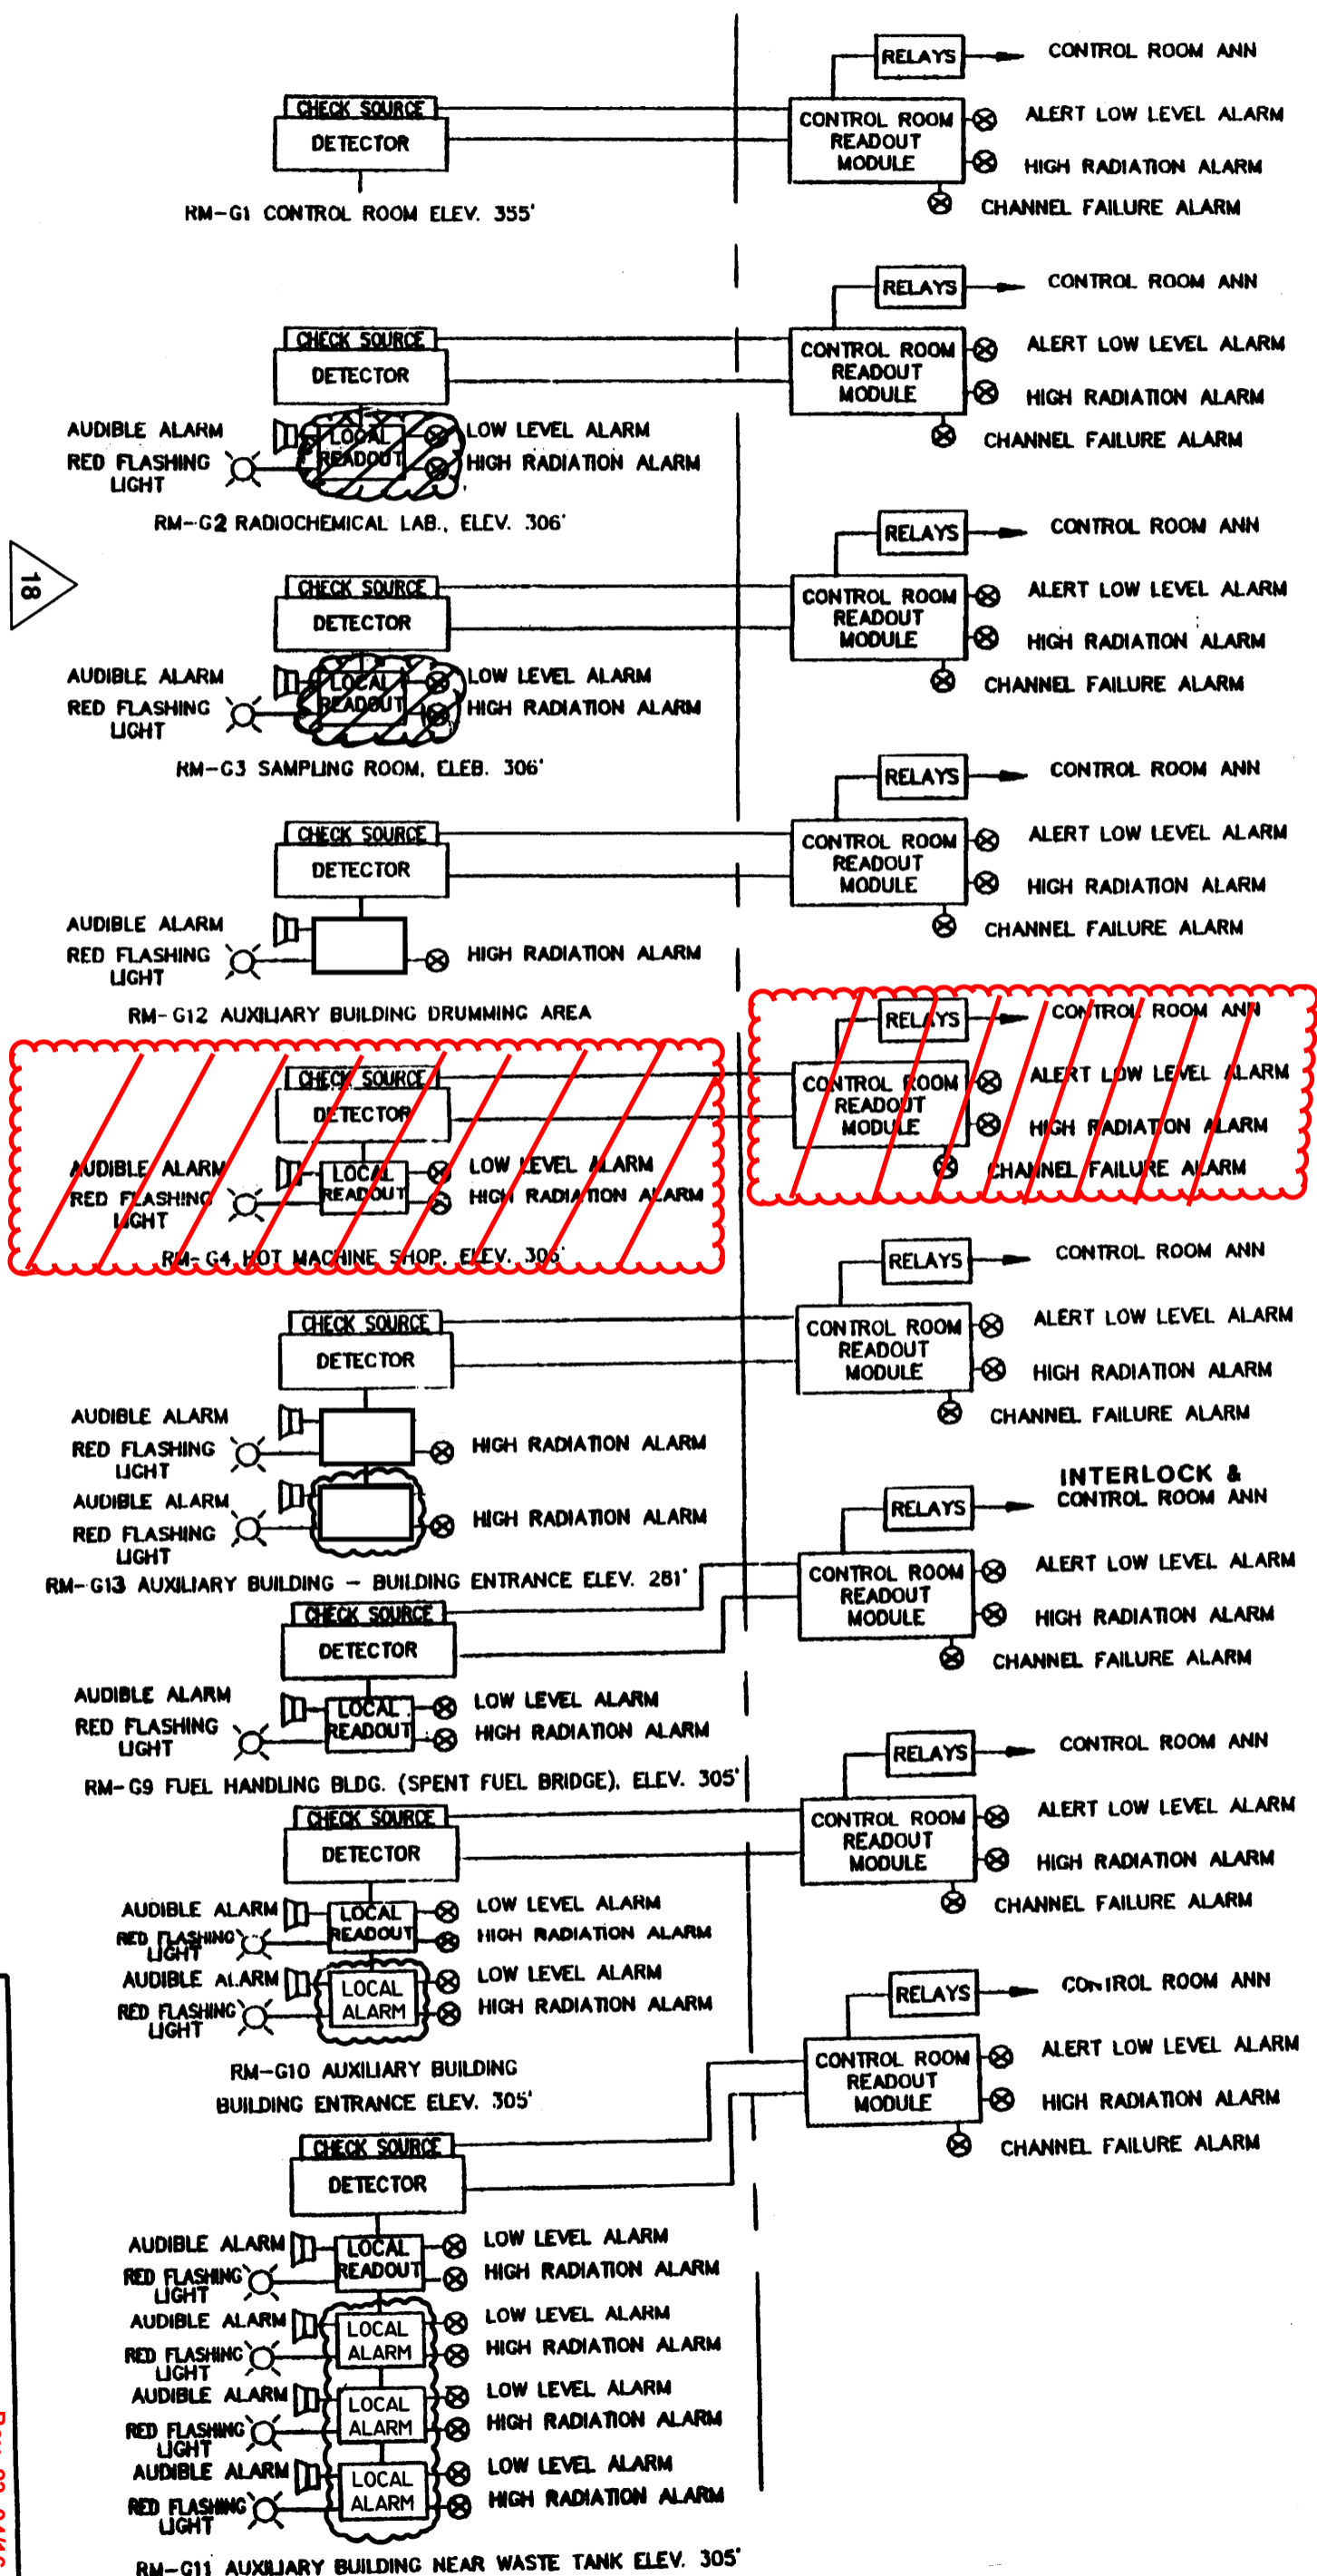 RELAYS
CONTROL ROOM ANN
CHECK SOURCE
DETECTOR
CONTROL ROOM
READOUT
MODULE
ALERT LOW LEVEL ALARM
HIGH RADIATION ALARM
CHANNEL FAILURE ALARM
RM-G1 CONTROL ROOM ELEV. 355'
RELAYS
CONTROL ROOM ANN
CHECK SOURCE
DETECTOR
CONTROL ROOM
READOUT
MODULE
ALERT LOW LEVEL ALARM
HIGH RADIATION ALARM
CHANNEL FAILURE ALARM
AUDIBLE ALARM
RED FLASHING
LIGHT
LOCAL
READOUT
LOW LEVEL ALARM
HIGH RADIATION ALARM
RM-G2 RADIOCHEMICAL LAB., ELEV. 306'
18
RELAYS
CONTROL ROOM ANN
CHECK SOURCE
DETECTOR
CONTROL ROOM
READOUT
MODULE
ALERT LOW LEVEL ALARM
HIGH RADIATION ALARM
CHANNEL FAILURE ALARM
AUDIBLE ALARM
RED FLASHING
LIGHT
LOCAL
READOUT
LOW LEVEL ALARM
HIGH RADIATION ALARM
RM-G3 SAMPLING ROOM, ELEB. 306'
RELAYS
CONTROL ROOM ANN
CHECK SOURCE
DETECTOR
CONTROL ROOM
READOUT
MODULE
ALERT LOW LEVEL ALARM
HIGH RADIATION ALARM
CHANNEL FAILURE ALARM
AUDIBLE ALARM
RED FLASHING
LIGHT
HIGH RADIATION ALARM
RM-G12 AUXILIARY BUILDING DRUMMING AREA
RELAYS
CONTROL ROOM ANN
CHECK SOURCE
DETECTOR
CONTROL ROOM
READOUT
MODULE
ALERT LOW LEVEL ALARM
HIGH RADIATION ALARM
CHANNEL FAILURE ALARM
AUDIBLE ALARM
RED FLASHING
LIGHT
LOCAL
READOUT
LOW LEVEL ALARM
HIGH RADIATION ALARM
RM-G4 HOT MACHINE SHOP, ELEV. 306'
RELAYS
CONTROL ROOM ANN
CHECK SOURCE
DETECTOR
CONTROL ROOM
READOUT
MODULE
ALERT LOW LEVEL ALARM
HIGH RADIATION ALARM
CHANNEL FAILURE ALARM
AUDIBLE ALARM
RED FLASHING
LIGHT
HIGH RADIATION ALARM
AUDIBLE ALARM
RED FLASHING
LIGHT
HIGH RADIATION ALARM
RM-G13 AUXILIARY BUILDING - BUILDING ENTRANCE ELEV. 281'
INTERLOCK &
RELAYS
CONTROL ROOM ANN
CHECK SOURCE
DETECTOR
CONTROL ROOM
READOUT
MODULE
ALERT LOW LEVEL ALARM
HIGH RADIATION ALARM
CHANNEL FAILURE ALARM
AUDIBLE ALARM
RED FLASHING
LIGHT
LOCAL
READOUT
LOW LEVEL ALARM
HIGH RADIATION ALARM
RM-G9 FUEL HANDLING BLDG. (SPENT FUEL BRIDGE), ELEV. 305'
RELAYS
CONTROL ROOM ANN
CHECK SOURCE
DETECTOR
CONTROL ROOM
READOUT
MODULE
ALERT LOW LEVEL ALARM
HIGH RADIATION ALARM
CHANNEL FAILURE ALARM
AUDIBLE ALARM
RED FLASHING
LIGHT
LOCAL
READOUT
LOW LEVEL ALARM
HIGH RADIATION ALARM
AUDIBLE ALARM
RED FLASHING
LIGHT
LOCAL
ALARM
LOW LEVEL ALARM
HIGH RADIATION ALARM
RM-G10 AUXILIARY BUILDING
BUILDING ENTRANCE ELEV. 305'
RELAYS
CONTROL ROOM ANN
CHECK SOURCE
DETECTOR
CONTROL ROOM
READOUT
MODULE
ALERT LOW LEVEL ALARM
HIGH RADIATION ALARM
CHANNEL FAILURE ALARM
AUDIBLE ALARM
RED FLASHING
LIGHT
LOCAL
READOUT
LOW LEVEL ALARM
HIGH RADIATION ALARM
AUDIBLE ALARM
RED FLASHING
LIGHT
LOCAL
ALARM
LOW LEVEL ALARM
HIGH RADIATION ALARM
AUDIBLE ALARM
RED FLASHING
LIGHT
LOCAL
ALARM
LOW LEVEL ALARM
HIGH RADIATION ALARM
AUDIBLE ALARM
RED FLASHING
LIGHT
LOCAL
ALARM
LOW LEVEL ALARM
HIGH RADIATION ALARM
RM-G11 AUXILIARY BUILDING NEAR WASTE TANK ELEV. 305'